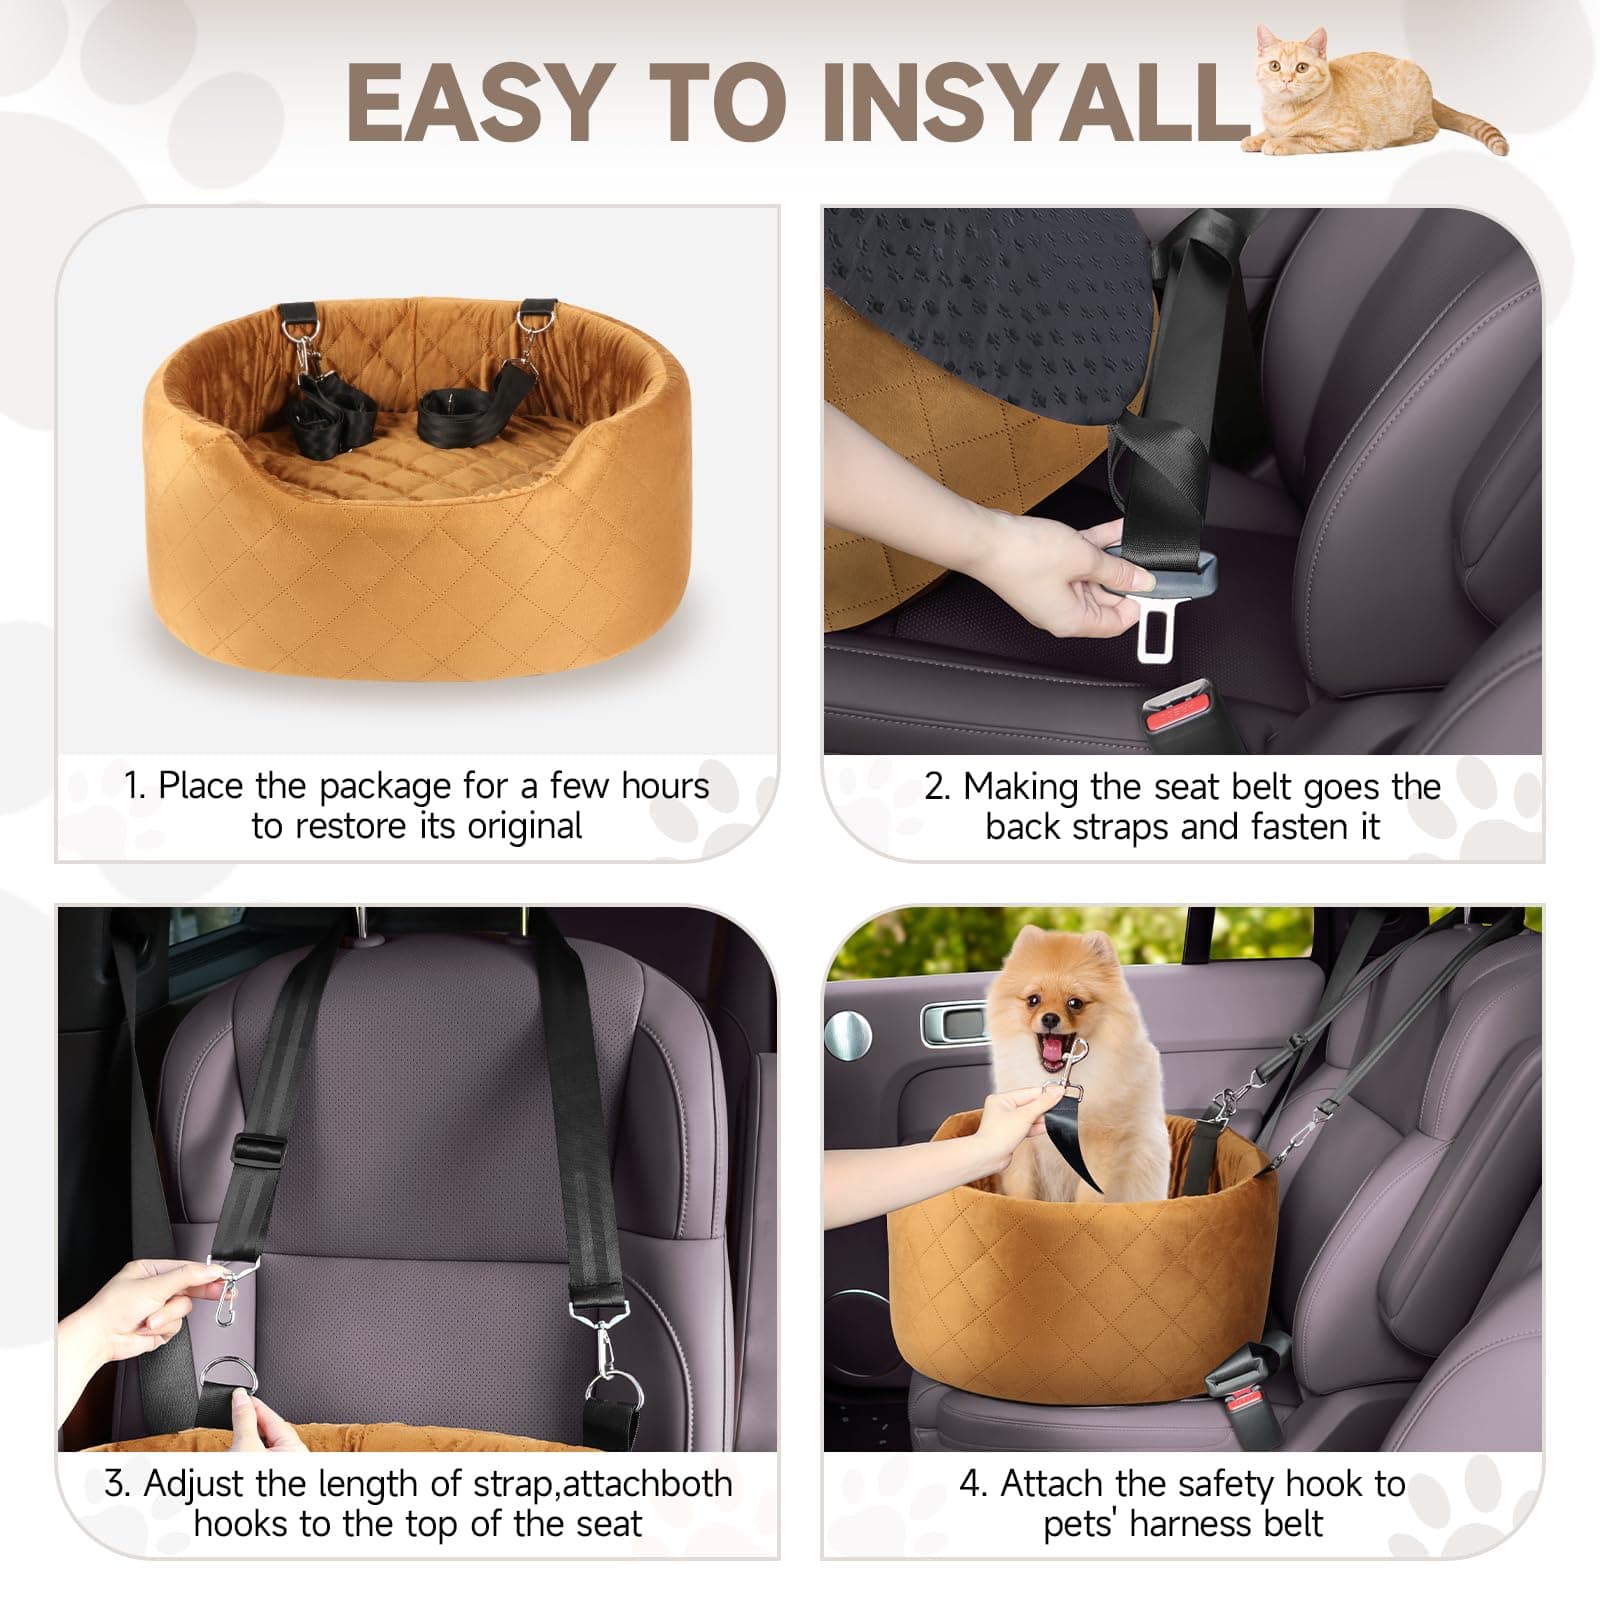 EASY TO INSYALL
1. Place the package for a few hours
to restore its original
2. Making the seat belt goes the
back straps and fasten it
3. Adjust the length of strap,attachboth
hooks to the top of the seat
4. Attach the safety hook to
pets' harness belt